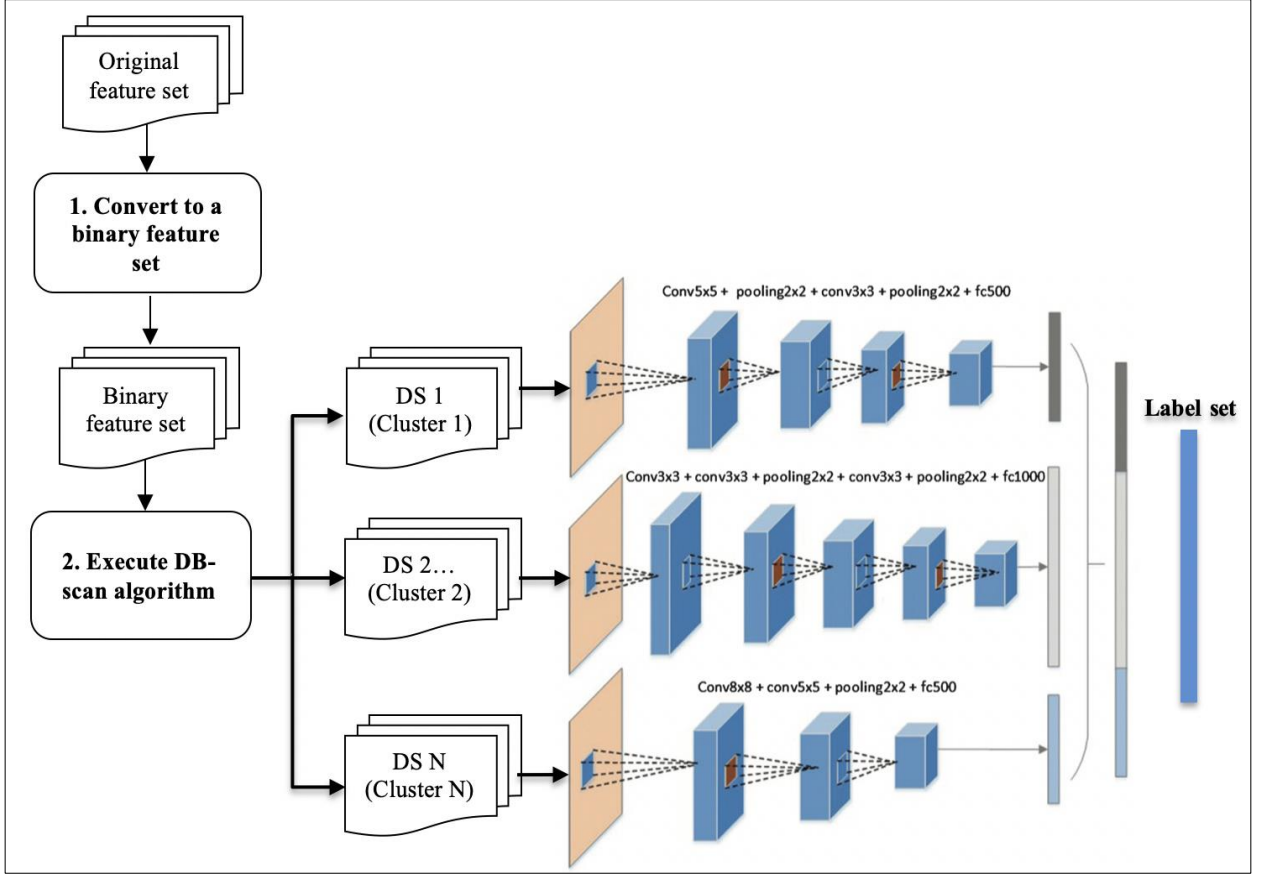 Original
feature set
1. Convert to a
binary feature
set
Binary
feature set
2. Execute DB-
scan algorithm
DS 1
(Cluster 1)
DS 2…
(Cluster 2)
DS N
(Cluster N)
Conv5x5 + pooling2x2 + conv3x3 + pooling2x2 + fc500
Conv3x3 + conv3x3 + pooling2x2 + conv3x3 + pooling2x2 + fc1000
Conv8x8 + conv5x5 + pooling2x2 + fc500
Label set